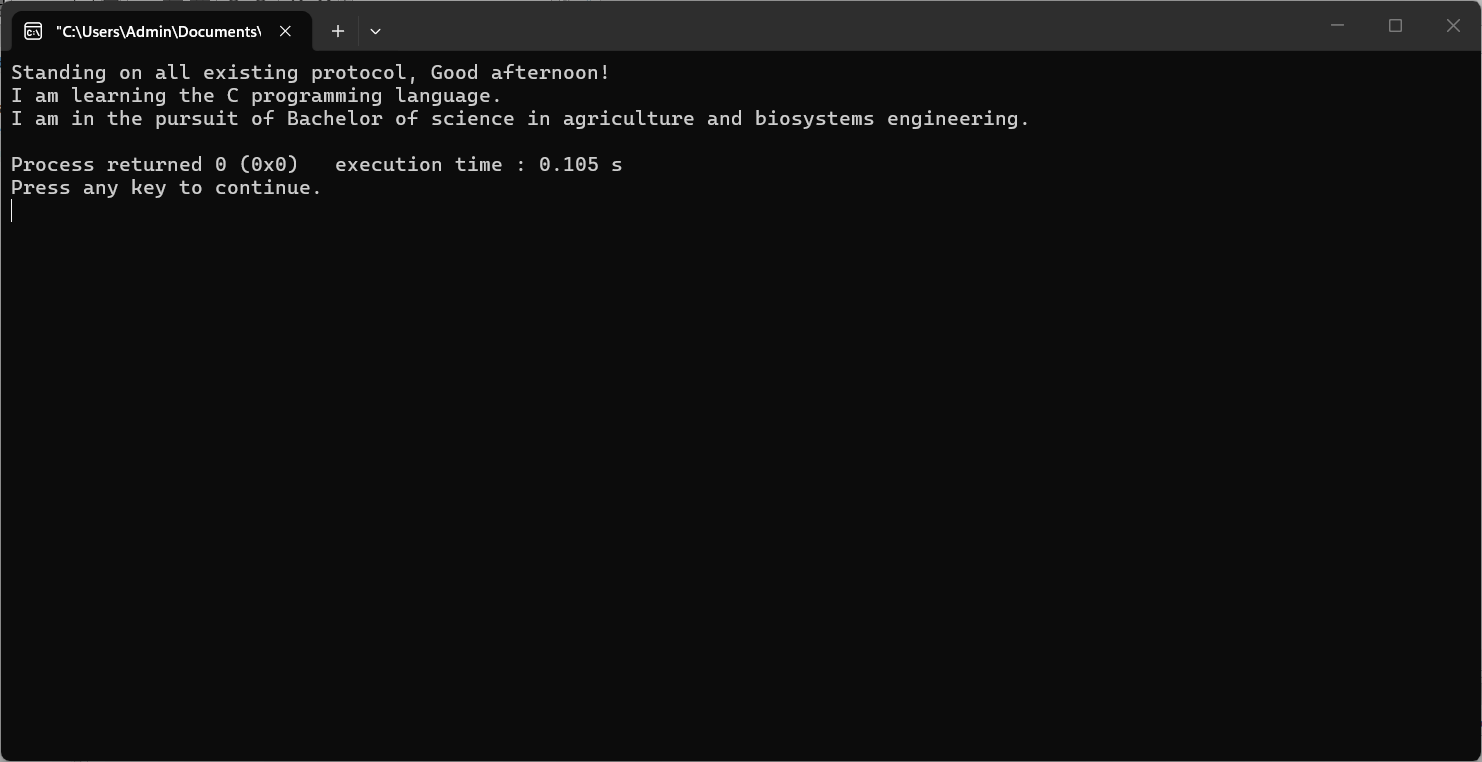 "C:\Users\Admin\Documents\
Standing on all existing protocol, Good afternoon!
I am learning the C programming language.
I am in the pursuit of Bachelor of science in agriculture and biosystems engineering.
Process returned 0 (0x0)   execution time : 0.105 s
Press any key to continue.